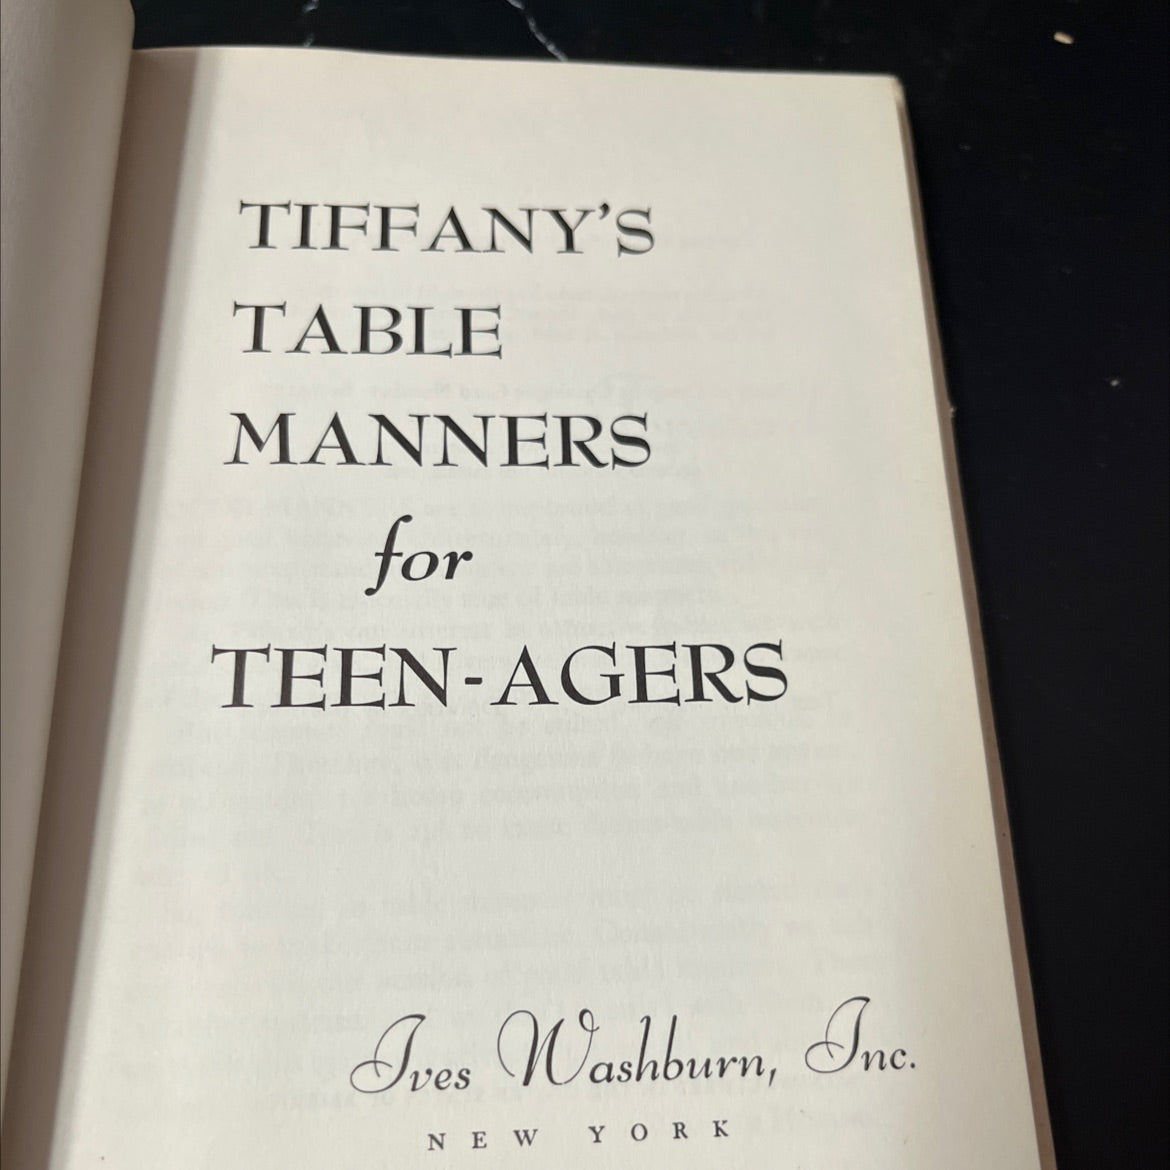 TIFFANY'S
TABLE
MANNERS
for
TEEN-AGERS
Ives Washburn, Inc.
NEW YORK